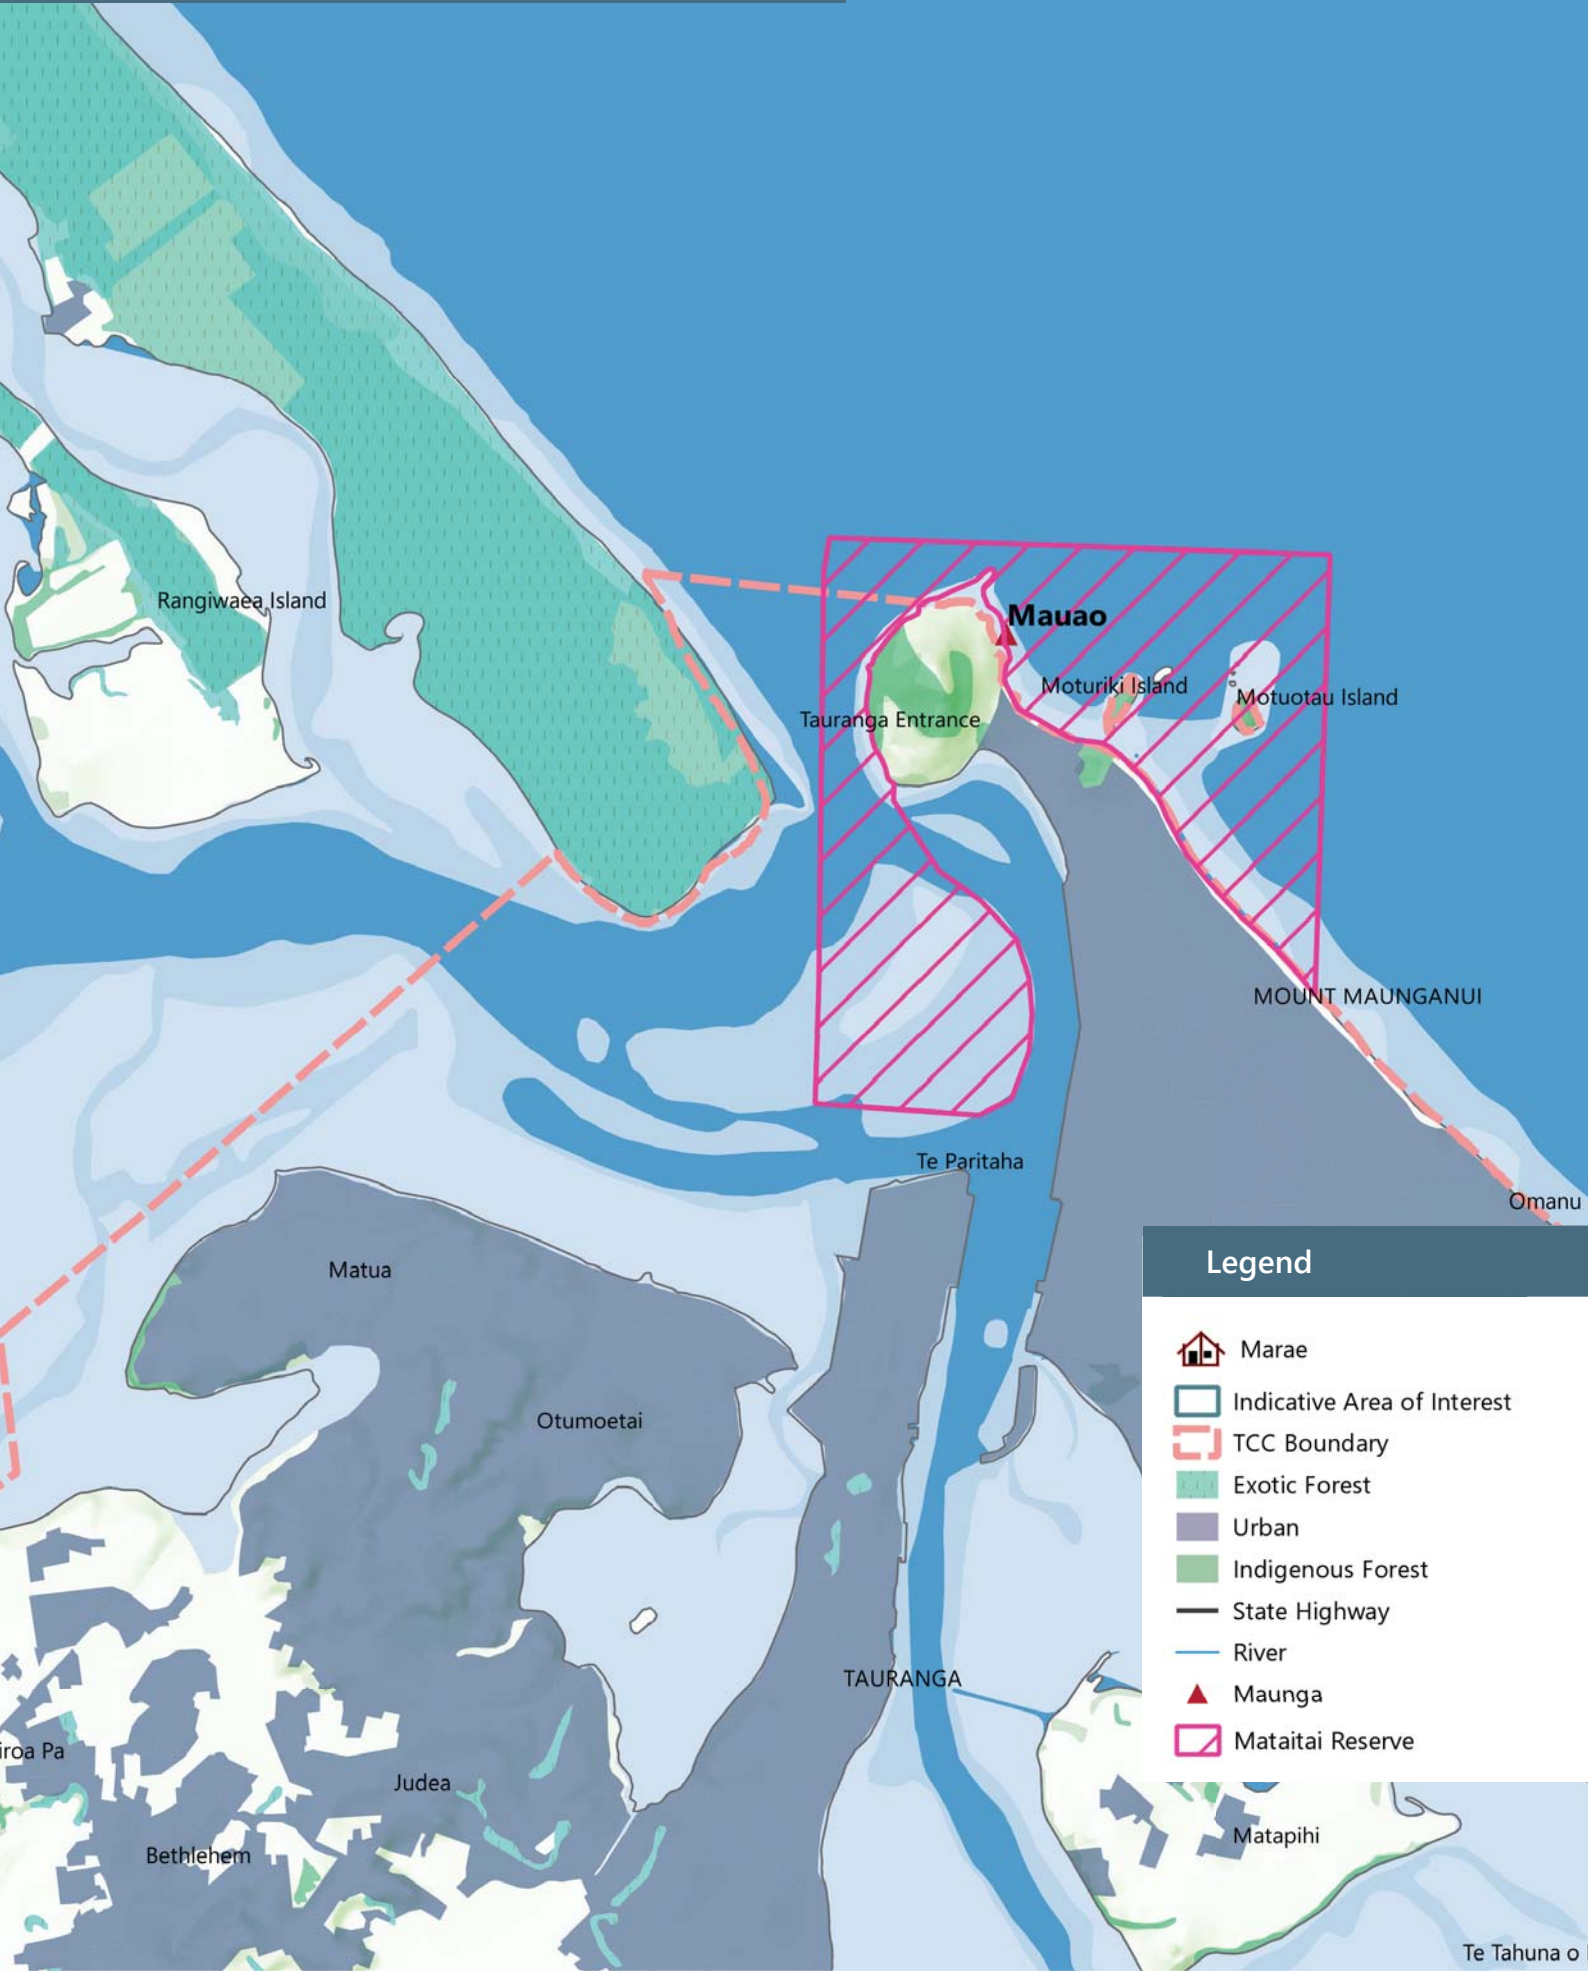 Rangiwaea Island
Mauao
Moturiki Island
Motuotau Island
Tauranga Entrance
MOUNT MAUNGANUI
Te Paritaha
Omanu
Matua
Otumoetai
TAURANGA
iroa Pa
Judea
Bethlehem
Matapihi
Te Tahuna o
Legend
Marae
Indicative Area of Interest
TCC Boundary
Exotic Forest
Urban
Indigenous Forest
State Highway
River
Maunga
Mataitai Reserve